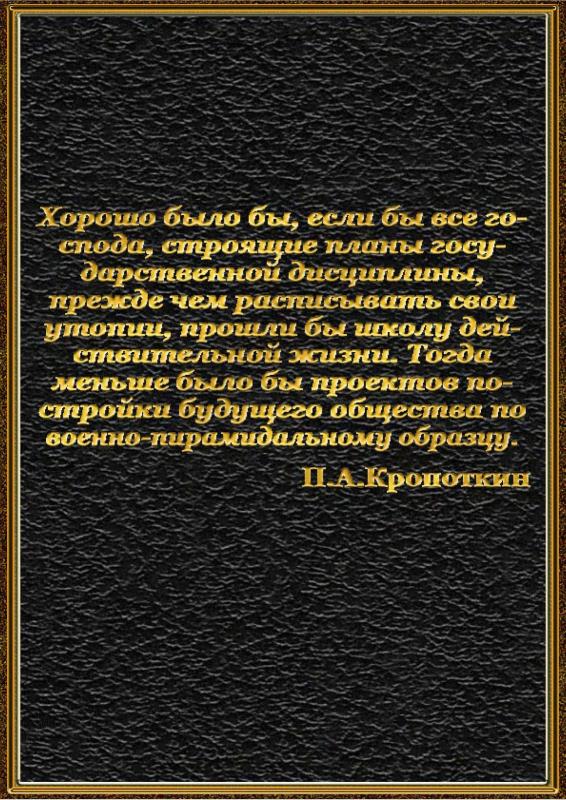 Хорошо было бы, если бы все го-
спода, строящие планы госу-
дарственной дисциплины,
прежде чем расписывать свои
утопии, прошли бы школу дей-
ствительной жизни. Тогда
меньше было бы проектов по-
стройки будущего общества по
военно-пирамидальному образцу.
П.А.Кропоткин